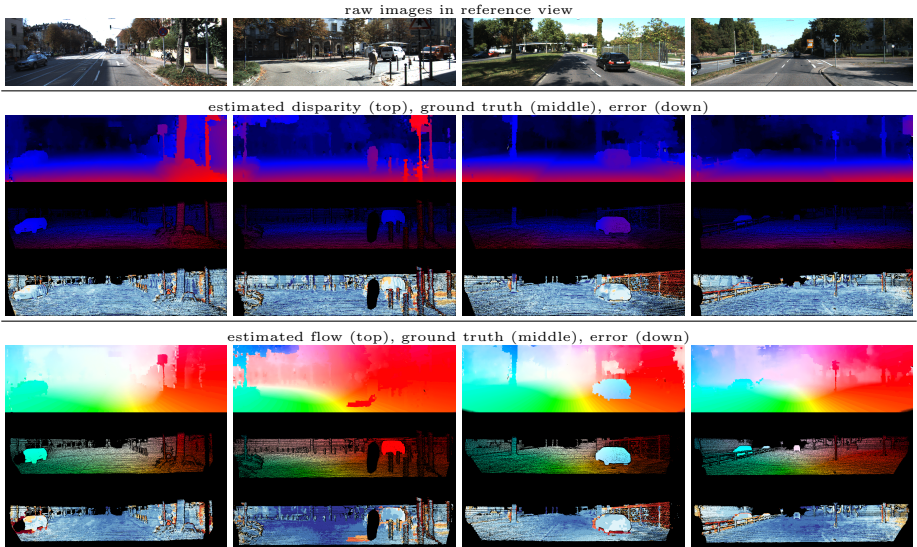 raw images in reference view
estimated disparity (top), ground truth (middle), error (down)
estimated flow (top), ground truth (middle), error (down)